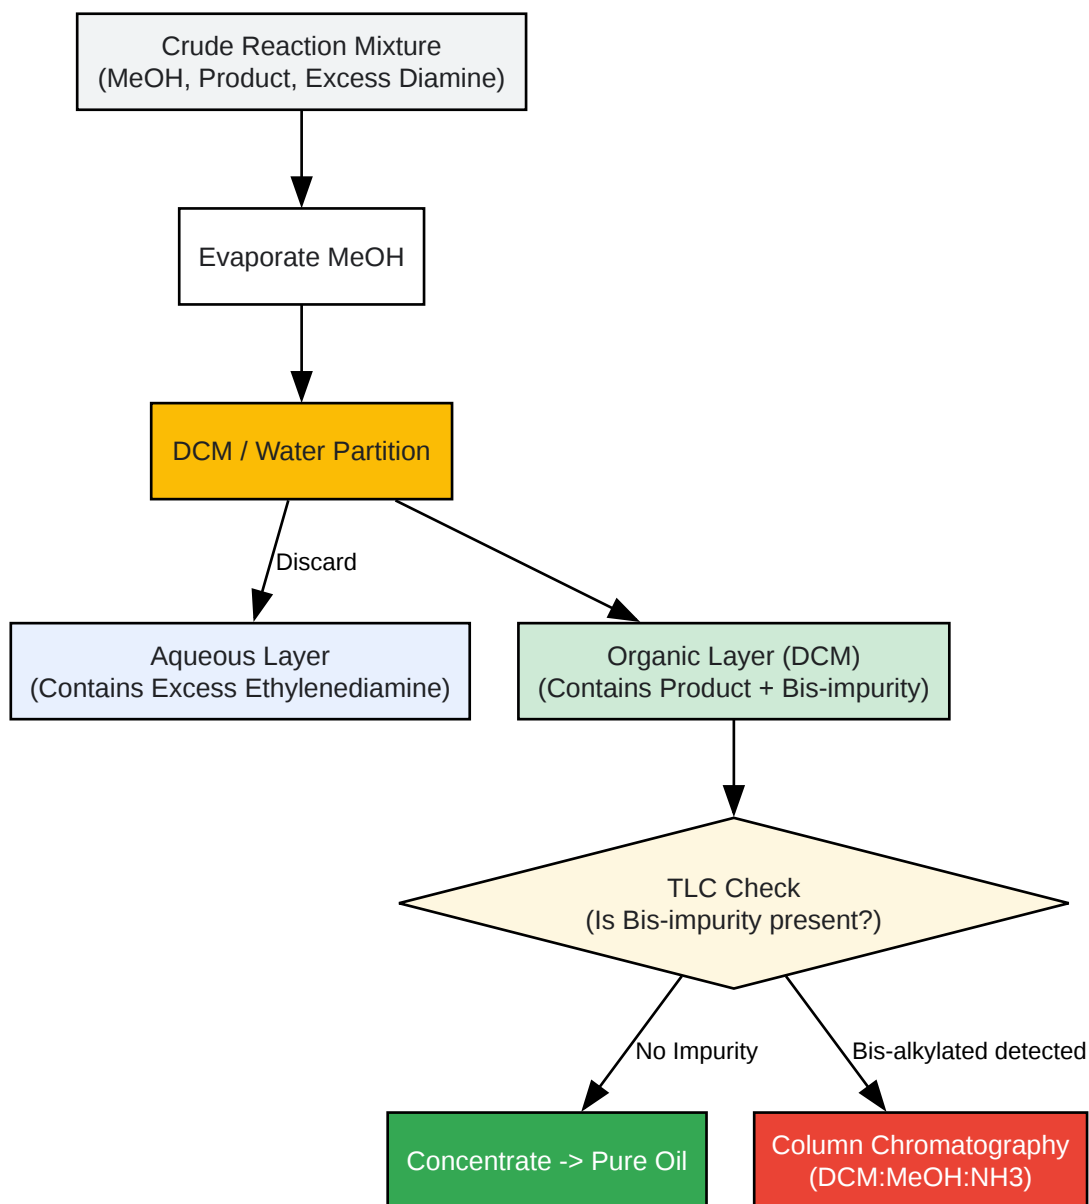 Crude Reaction Mixture
(MeOH, Product, Excess Diamine)
Evaporate MeOH
DCM / Water Partition
Discard
Aqueous Layer
(Contains Excess Ethylenediamine)
Organic Layer (DCM)
(Contains Product + Bis-impurity)
TLC Check
(Is Bis-impurity present?)
No Impurity
Bis-alkylated detected
Concentrate -> Pure Oil
Column Chromatography
(DCM:MeOH:NH3)